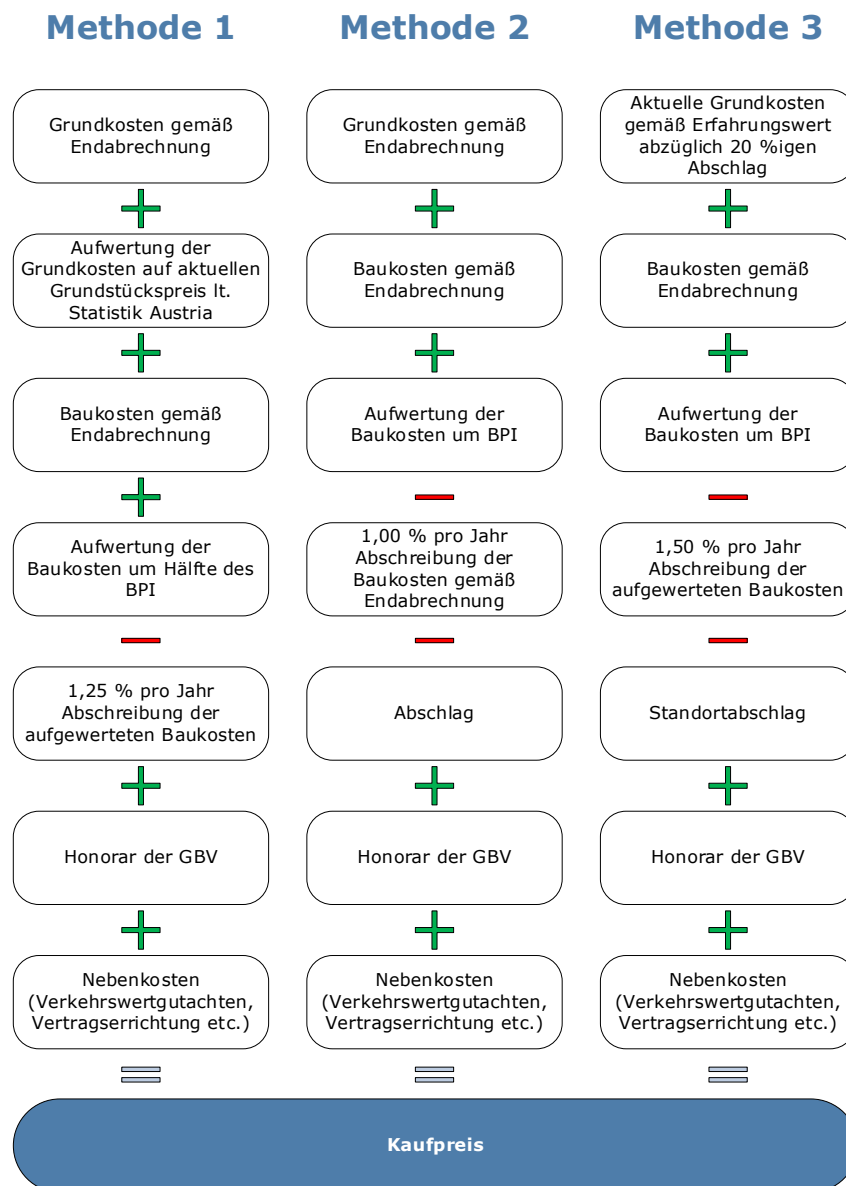 Methode 1
Methode 2
Methode 3
Grundkosten gemäß
Endabrechnung
Grundkosten gemäß
Endabrechnung
Aktuelle Grundkosten
gemäß Erfahrungswert
abzüglich 20 %igen
Abschlag
Aufwertung der
Grundkosten auf aktuellen
Grundstückspreis lt.
Statistik Austria
Baukosten gemäß
Endabrechnung
Baukosten gemäß
Endabrechnung
Baukosten gemäß
Endabrechnung
Aufwertung der
Baukosten um BPI
Aufwertung der
Baukosten um BPI
Aufwertung der
Baukosten um Hälfte des
BPI
1,00 % pro Jahr
Abschreibung der
Baukosten gemäß
Endabrechnung
1,50 % pro Jahr
Abschreibung der
aufgewerteten Baukosten
1,25 % pro Jahr
Abschreibung der
aufgewerteten Baukosten
Abschlag
Standortabschlag
Honorar der GBV
Honorar der GBV
Honorar der GBV
Nebenkosten
(Verkehrswertgutachten,
Vertragserrichtung etc.)
Nebenkosten
(Verkehrswertgutachten,
Vertragserrichtung etc.)
Nebenkosten
(Verkehrswertgutachten,
Vertragserrichtung etc.)
Kaufpreis